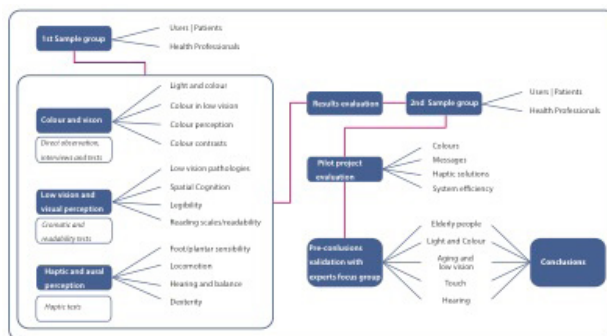 1st Sample group
Users | Patients
Health Professionals
Colour and vison
Direct observation,
interviews and tests
Light and colour
Colour in low vision
Colour perception
Colour contrasts
Low vision and
visual perception
Cromatic and
readability tests
Low vision pathologies
Spatial Cognition
Legibility
Reading scales/readability
Haptic and aural
perception
Haptic tests
Foot/plantar sensibility
Locomotion
Hearing and balance
Dexterity
Results evaluation
2nd Sample group
Users | Patients
Health Professionals
Pilot project
evaluation
Colours
Messages
Haptic solutions
System efficiency
Pre-conlusions
validation with
experts focus group
Elderly people
Light and Colour
Aging and
low vision
Touch
Hearing
Conclusions